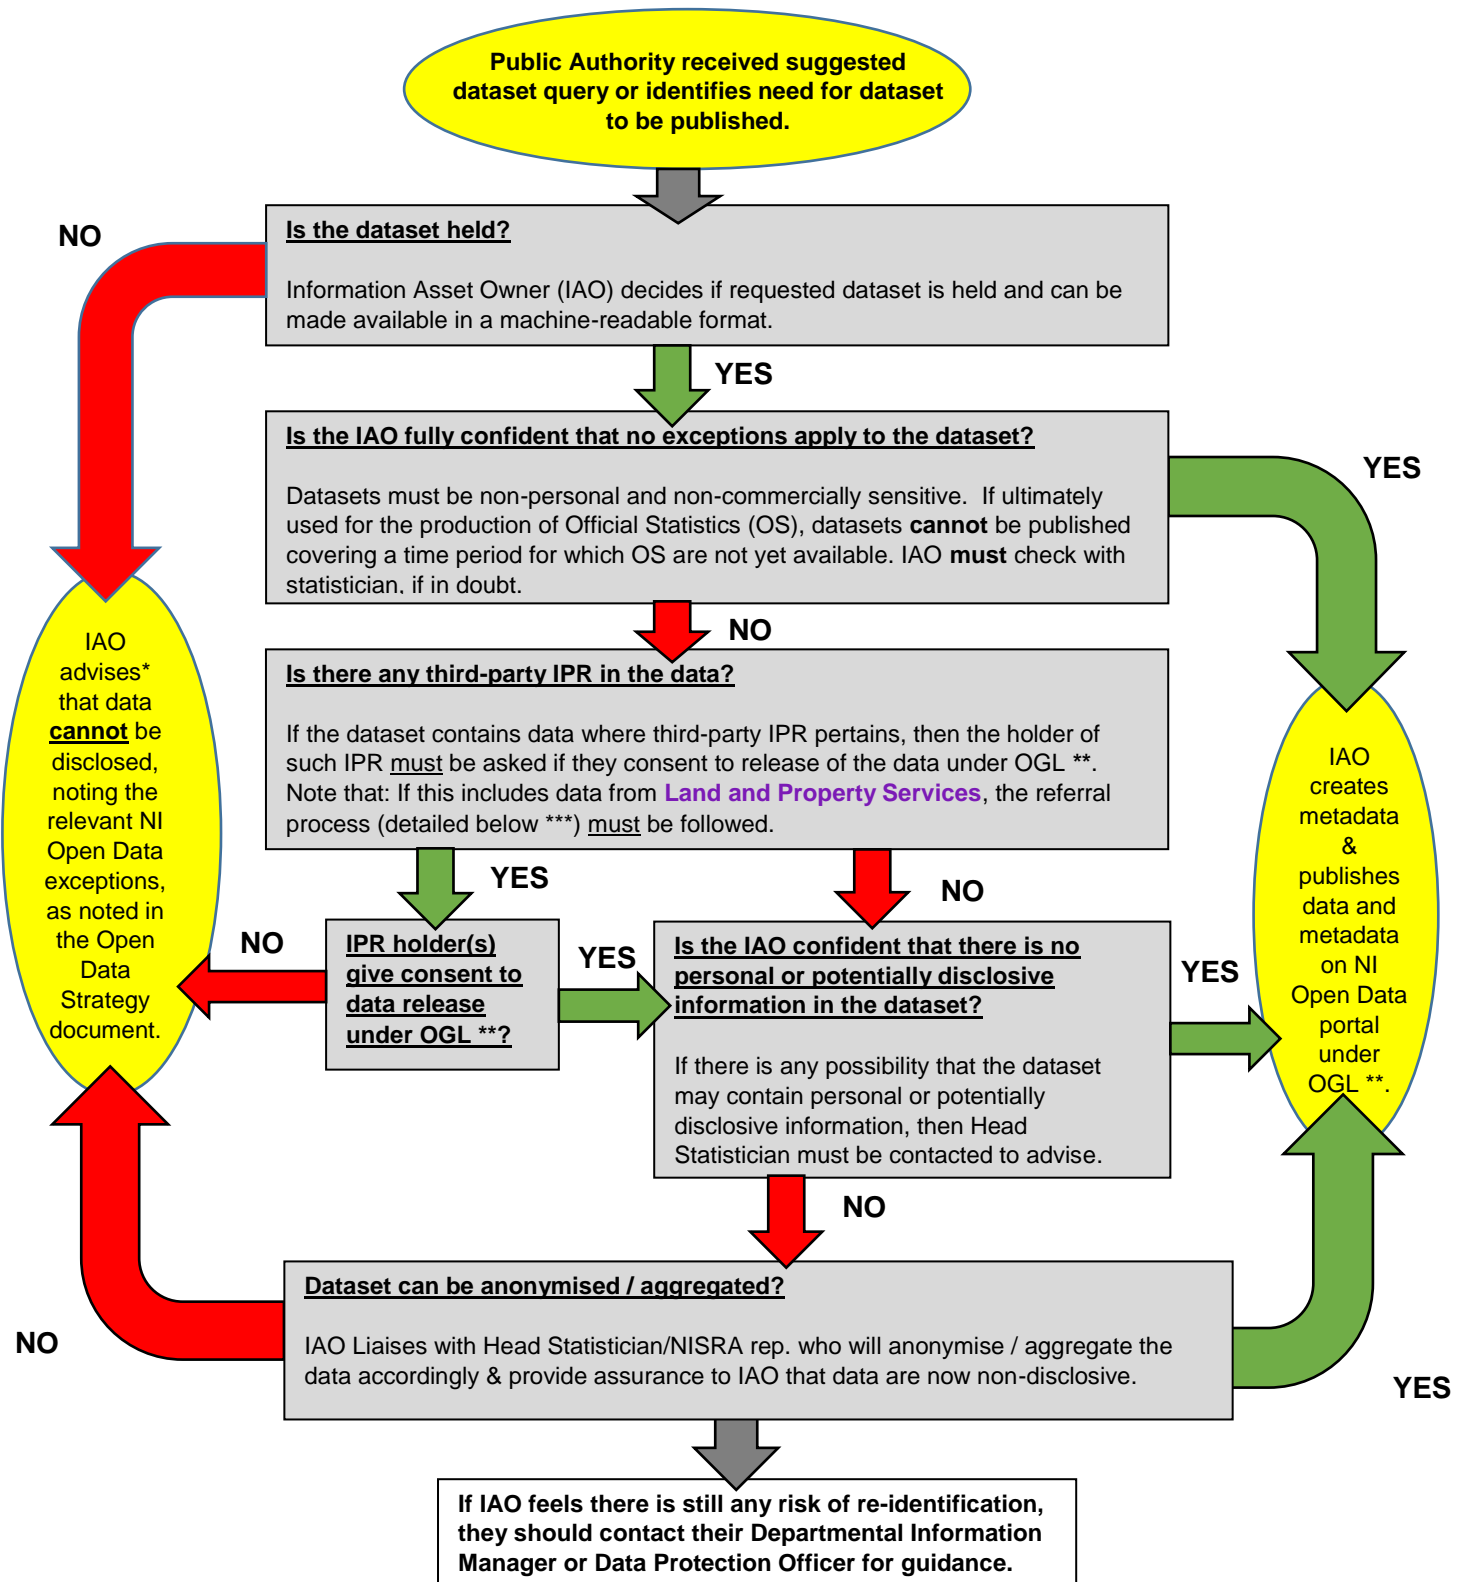 Public Authority received suggested
dataset query or identifies need for dataset
to be published.
NO
Is the dataset held?
Information Asset Owner (IAO) decides if requested dataset is held and can be
made available in a machine-readable format.
YES
Is the IAO fully confident that no exceptions apply to the dataset?
Datasets must be non-personal and non-commercially sensitive.  If ultimately
used for the production of Official Statistics (OS), datasets cannot be published
covering a time period for which OS are not yet available. IAO must check with
statistician, if in doubt.
YES
NO
Is there any third-party IPR in the data?
If the dataset contains data where third-party IPR pertains, then the holder of
such IPR must be asked if they consent to release of the data under OGL **.
Note that: If this includes data from Land and Property Services, the referral
process (detailed below ***) must be followed.
YES
NO
IAO
advises*
that data
cannot be
disclosed,
noting the
relevant NI
Open Data
exceptions,
as noted in
the Open
Data
Strategy
document.
NO
IPR holder(s)
give consent to
data release
under OGL **?
YES
Is the IAO confident that there is no
personal or potentially disclosive
information in the dataset?
If there is any possibility that the dataset
may contain personal or potentially
disclosive information, then Head
Statistician must be contacted to advise.
YES
IAO
creates
metadata
&
publishes
data and
metadata
on NI
Open Data
portal
under
OGL **.
NO
Dataset can be anonymised / aggregated?
IAO Liaises with Head Statistician/NISRA rep. who will anonymise / aggregate the
data accordingly & provide assurance to IAO that data are now non-disclosive.
NO
YES
If IAO feels there is still any risk of re-identification,
they should contact their Departmental Information
Manager or Data Protection Officer for guidance.